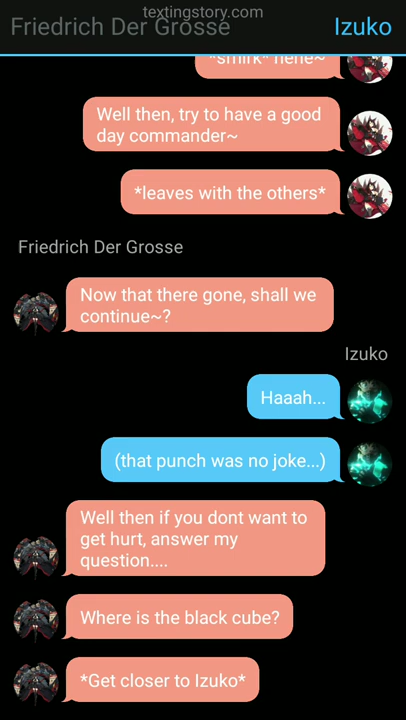 textingstory.com
Friedrich Der Grosse
Izuko
*smirk* hehe~
Well then, try to have a good
day commander~
*leaves with the others*
Friedrich Der Grosse
Now that there gone, shall we
continue~?
Izuko
Haaah...
(that punch was no joke...)
Well then if you dont want to
get hurt, answer my
question....
Where is the black cube?
*Get closer to Izuko*